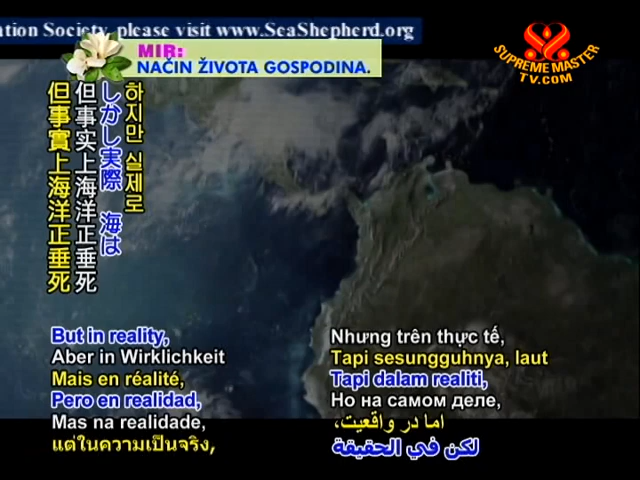 ation Society, please visit www.SeaShepherd.org
MIR:
NAČIN ŽIVOTA GOSPODINA.
SUPREME MASTER
TV.COM
하지만 실제로
しかし実際 海は
但事实上海洋正垂死
但事實上海洋正垂死
But in reality,
Aber in Wirklichkeit
Mais en réalité,
Pero en realidad,
Mas na realidade,
แต่ในความเป็นจริง,
Nhưng trên thực tế,
Tapi sesungguhnya, laut
Tapi dalam realiti,
Но на самом деле,
اما در واقعیت،
لكن في الحقيقة